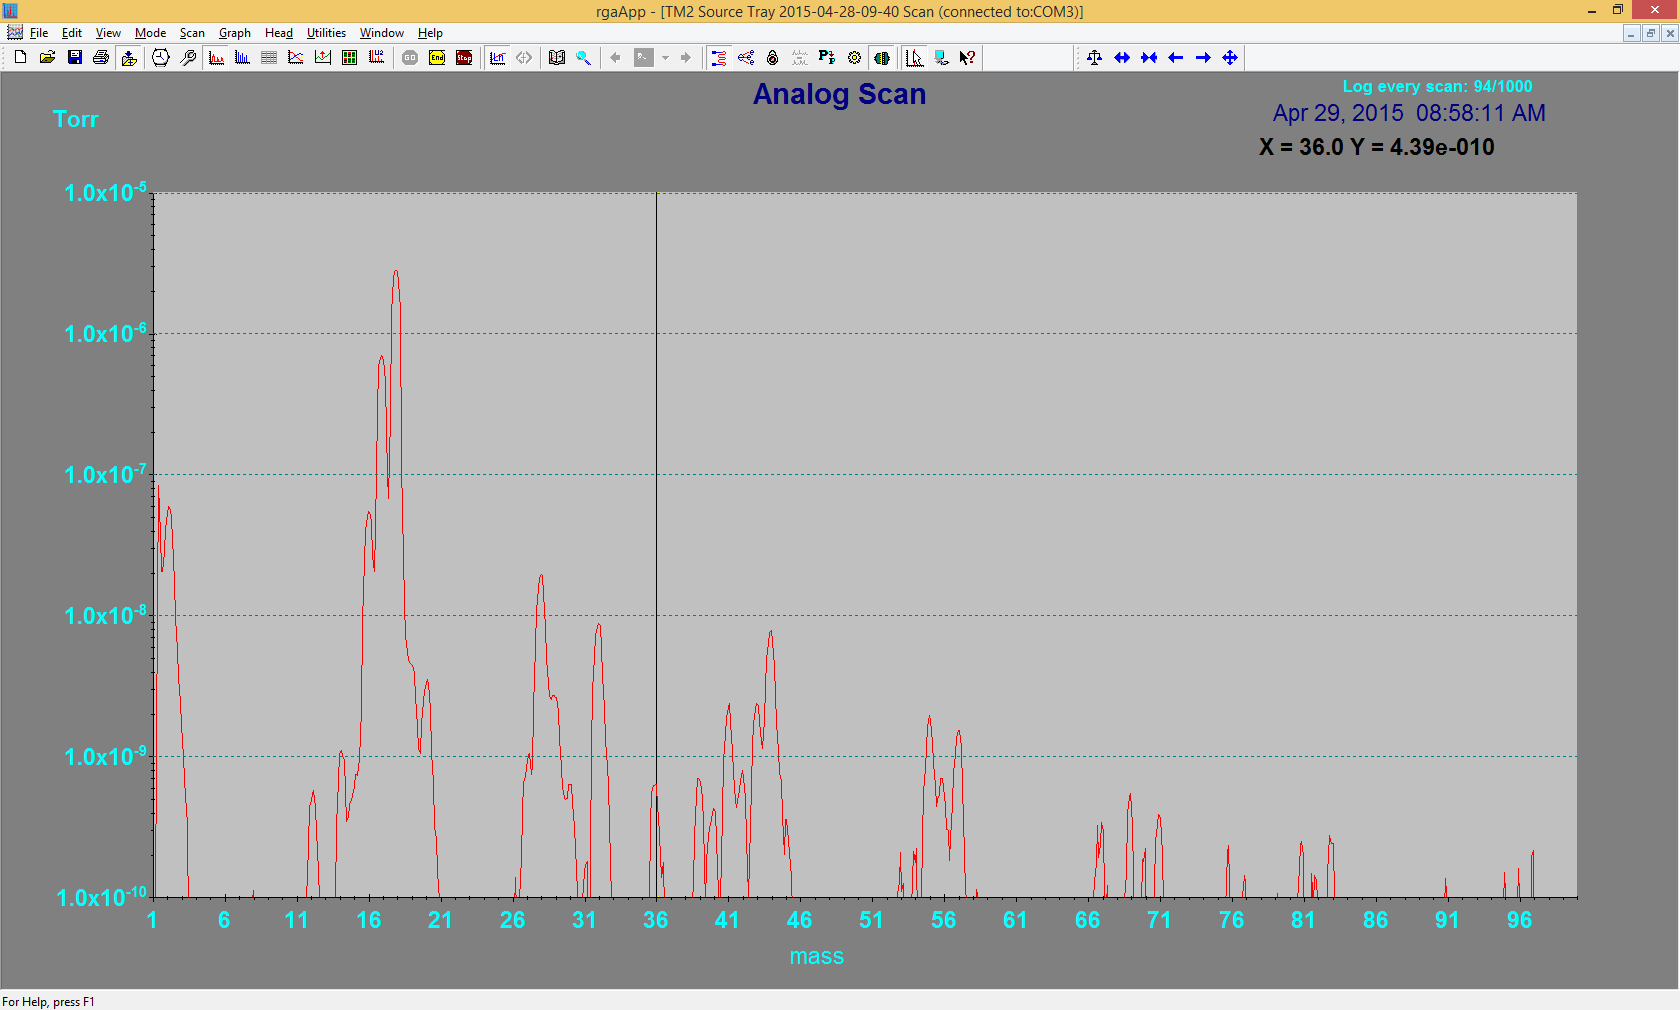 rgaApp - [TM2 Source Tray 2015-04-28-09-40 Scan (connected to:COM3)]
File Edit View Mode Scan Graph Head Utilities Window Help
GO End Stop
Analog Scan
Log every scan: 94/1000
Torr
Apr 29, 2015 08:58:11 AM
X = 36.0 Y = 4.39e-010
1.0x10⁻⁵
1.0x10⁻⁶
1.0x10⁻⁷
1.0x10⁻⁸
1.0x10⁻⁹
1.0x10⁻¹⁰
1 6 11 16 21 26 31 36 41 46 51 56 61 66 71 76 81 86 91 96
mass
For Help, press F1